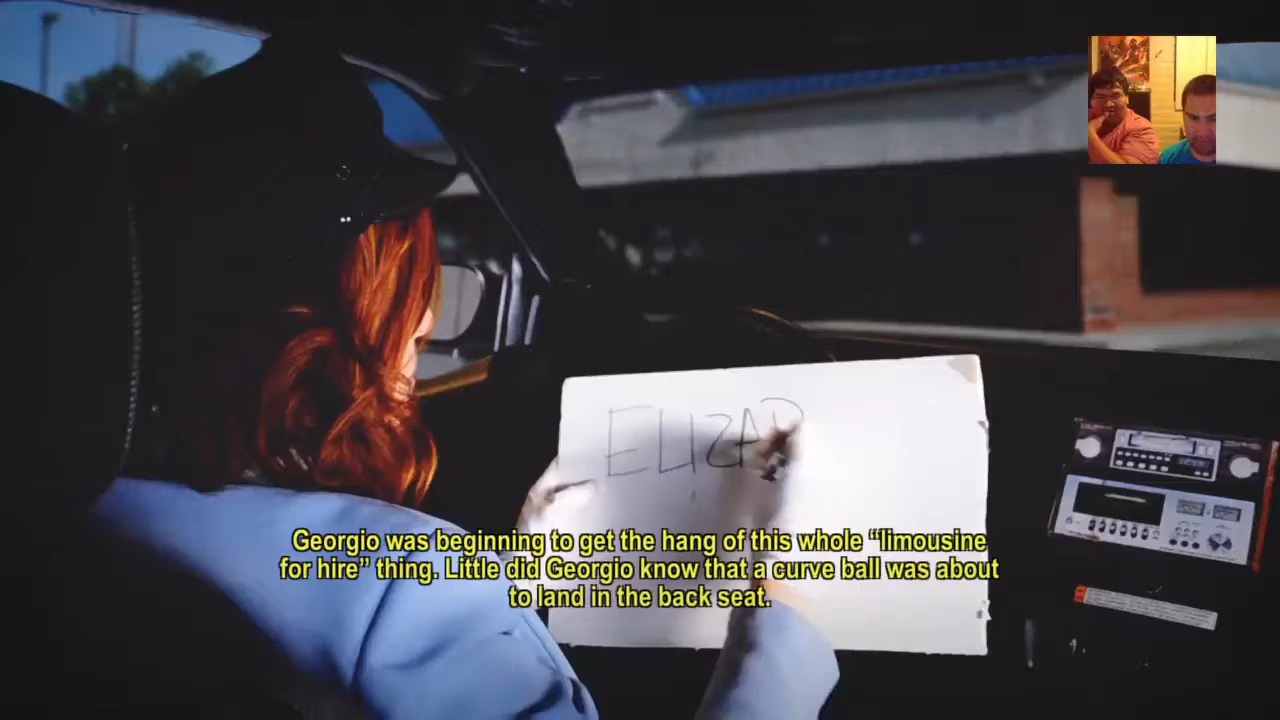 ELIZAB
Georgio was beginning to get the hang of this whole “limousine
for hire” thing. Little did Georgio know that a curve ball was about
to land in the back seat.